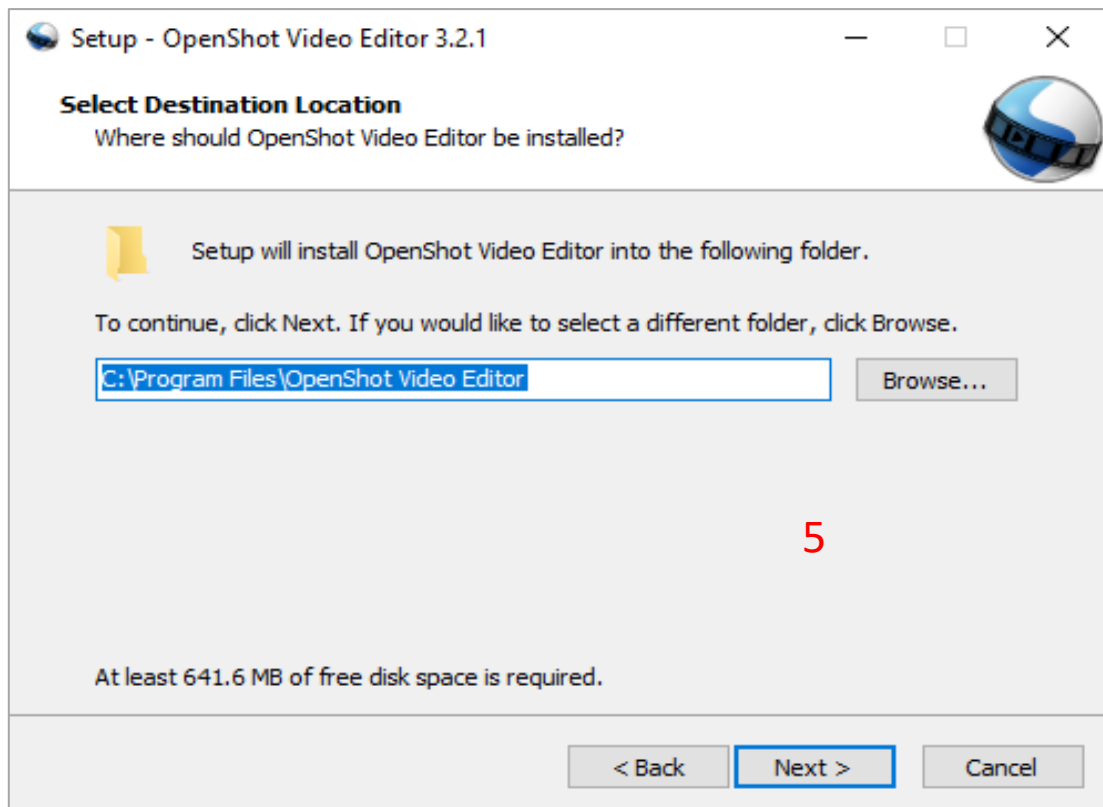 Setup - OpenShot Video Editor 3.2.1
Select Destination Location
Where should OpenShot Video Editor be installed?
Setup will install OpenShot Video Editor into the following folder.
To continue, click Next. If you would like to select a different folder, click Browse.
C:\Program Files\OpenShot Video Editor
Browse...
5
At least 641.6 MB of free disk space is required.
< Back
Next >
Cancel